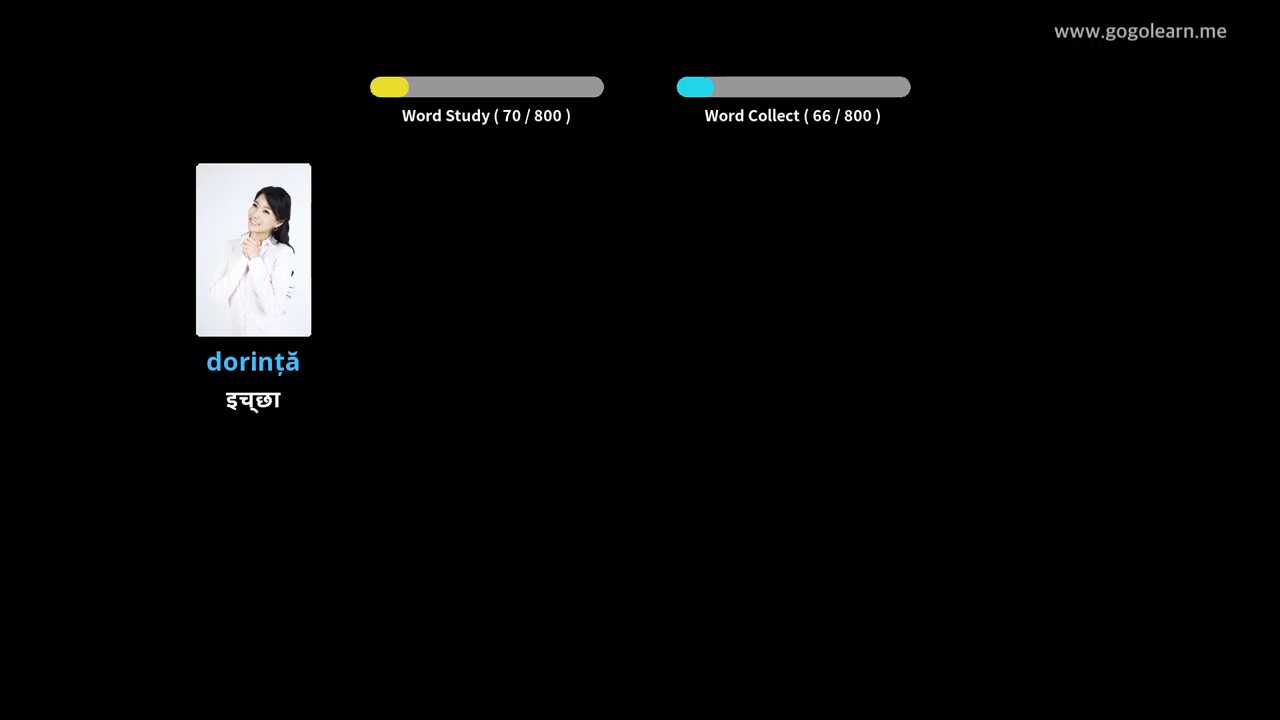 www.gogolearn.me
Word Study ( 70 / 800 )
Word Collect ( 66 / 800 )
dorință
इच्छा